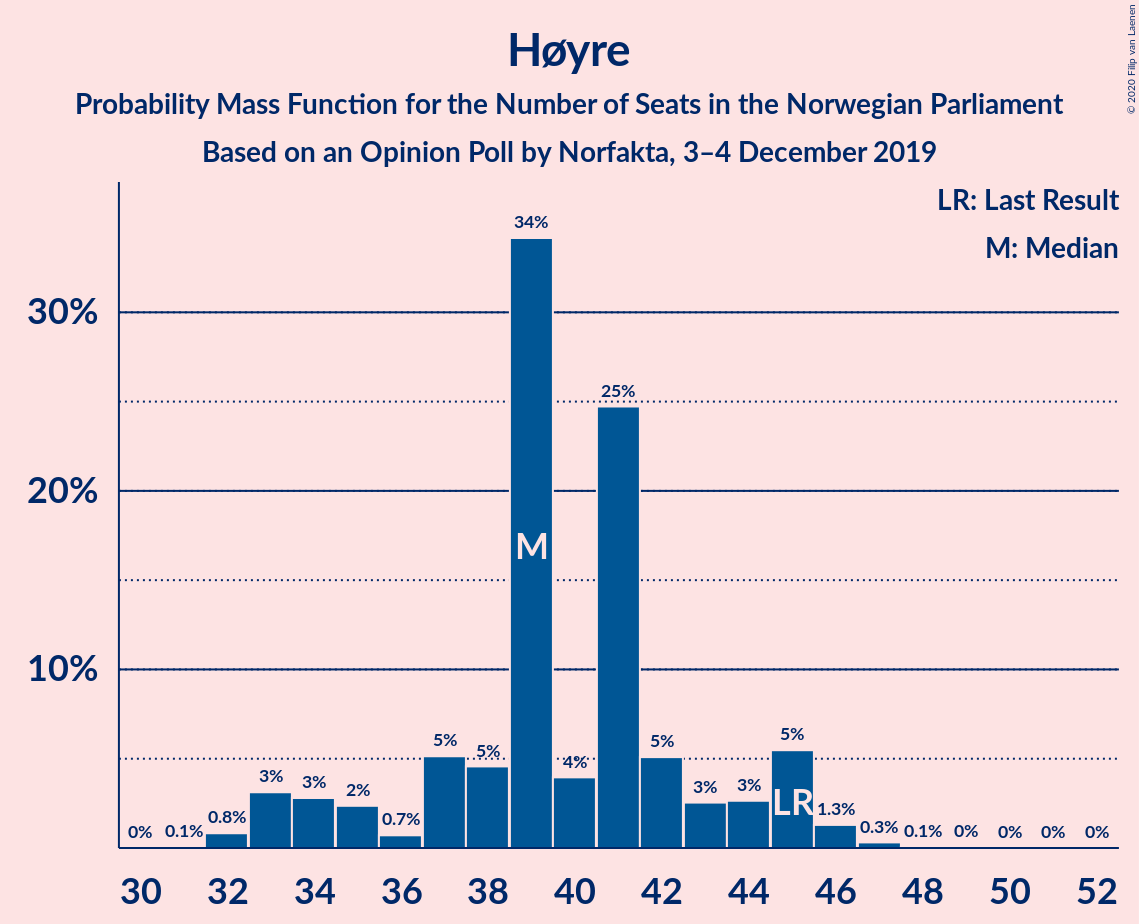 Høyre
Probability Mass Function for the Number of Seats in the Norwegian Parliament
Based on an Opinion Poll by Norfakta, 3–4 December 2019
© 2020 Filip van Laenen
LR: Last Result
M: Median
30%
20%
10%
0%
0.1%
0.8%
3%
3%
2%
0.7%
5%
5%
34%
4%
25%
5%
3%
3%
5%
1.3%
0.3%
0.1%
0%
0%
0%
0%
M
LR
30 32 34 36 38 40 42 44 46 48 50 52